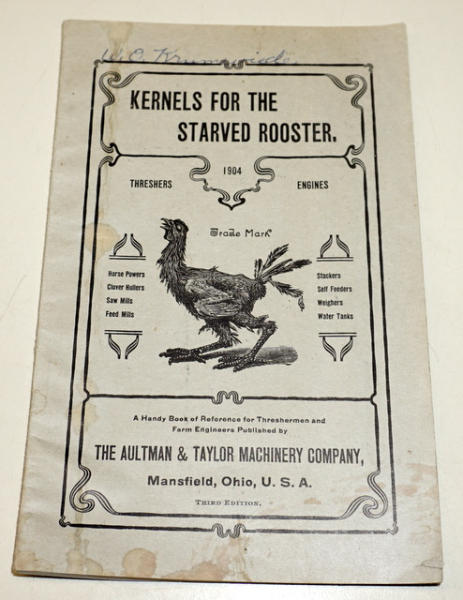 W. C.
KERNELS FOR THE
STARVED ROOSTER.
1904
THRESHERS
ENGINES
Trade Mark
Horse Powers
Clover Hullers
Saw Mills
Feed Mills
Stackers
Self Feeders
Weighers
Water Tanks
A Handy Book of Reference for Threshermen and
Farm Engineers Published by
THE AULTMAN & TAYLOR MACHINERY COMPANY,
Mansfield, Ohio, U. S. A.
THIRD EDITION.